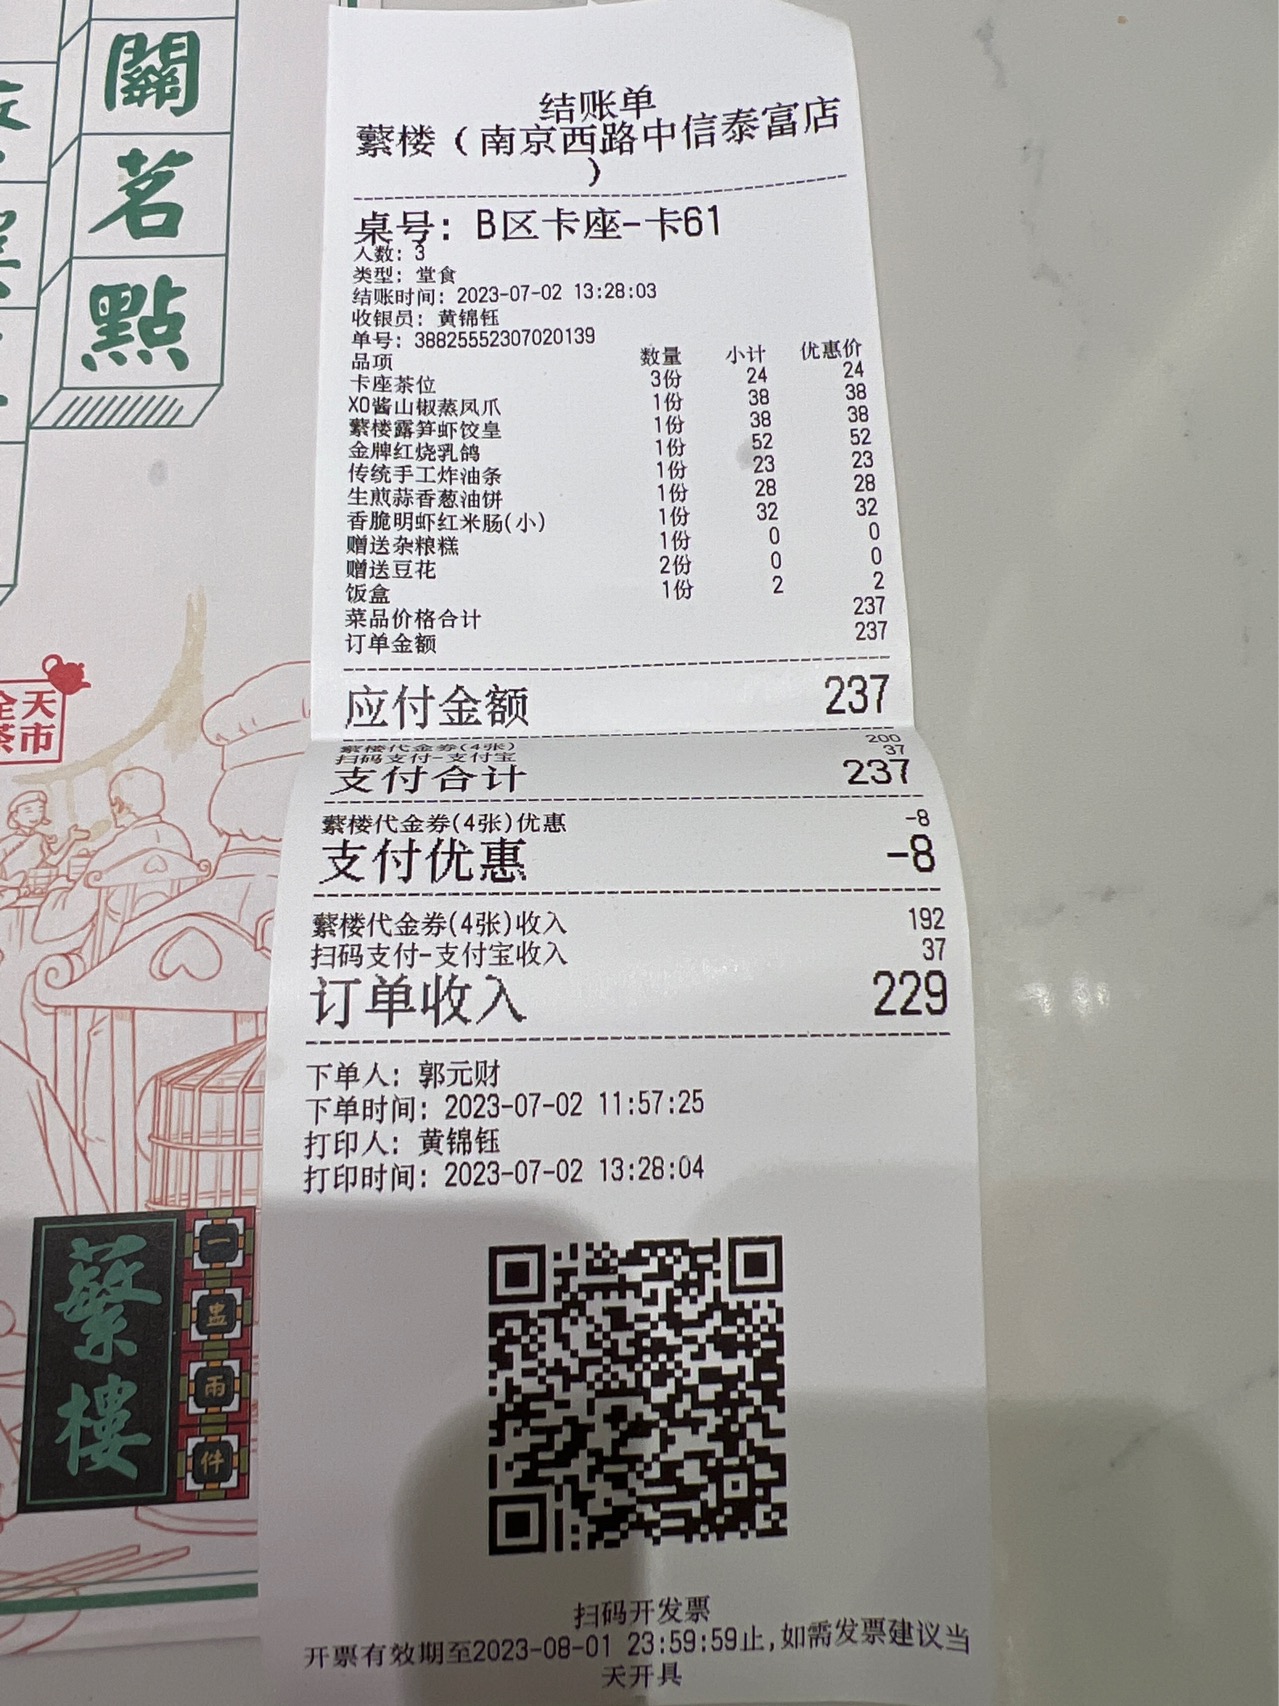 關
茗
點
全天
茶市
蘩
樓
一
盅
兩
件
结账单
蘩楼（南京西路中信泰富店
）
桌号: B区卡座-卡61
人数: 3
类型: 堂食
结账时间: 2023-07-02 13:28:03
收银员: 黄锦钰
单号: 38825552307020139
品项 数量 小计 优惠价
卡座茶位 3份 24 24
XO酱山椒蒸凤爪 1份 38 38
蘩楼露笋虾饺皇 1份 38 38
金牌红烧乳鸽 1份 52 52
传统手工炸油条 1份 23 23
生煎蒜香葱油饼 1份 28 28
香脆明虾红米肠(小) 1份 32 32
赠送杂粮糕 1份 0 0
赠送豆花 2份 0 0
饭盒 1份 2 2
菜品价格合计 237
订单金额 237
应付金额 237
蘩楼代金券(4张) 200
扫码支付-支付宝 37
支付合计 237
蘩楼代金券(4张)优惠 -8
支付优惠 -8
蘩楼代金券(4张)收入 192
扫码支付-支付宝收入 37
订单收入 229
下单人: 郭元财
下单时间: 2023-07-02 11:57:25
打印人: 黄锦钰
打印时间: 2023-07-02 13:28:04
扫码开发票
开票有效期至2023-08-01 23:59:59止,如需发票建议当
天开具